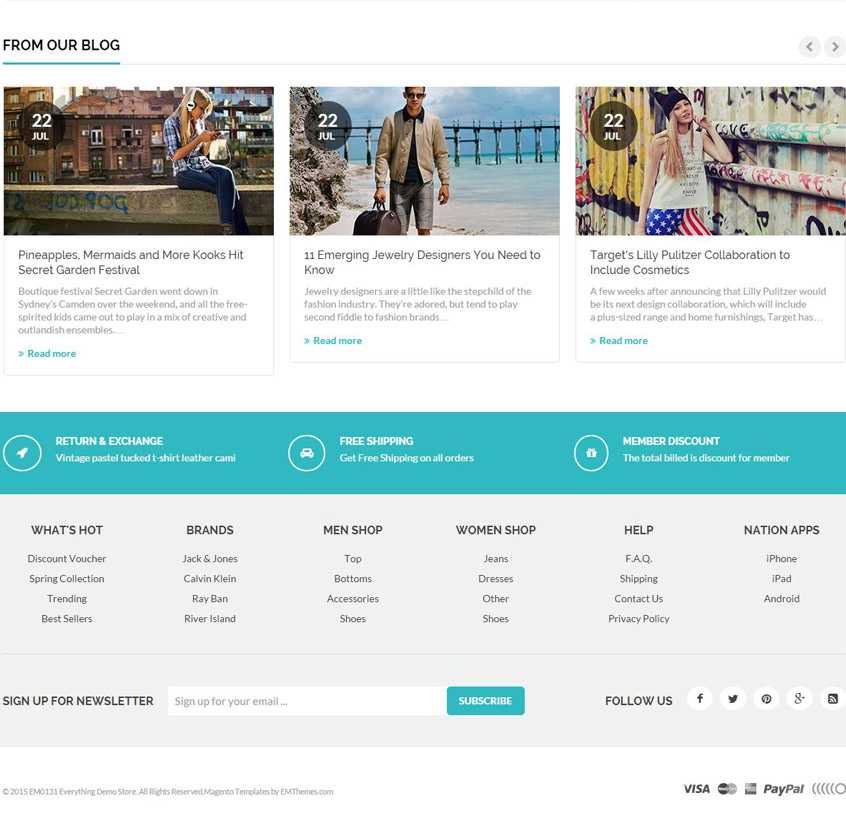 FROM OUR BLOG
22
JUL
22
JUL
22
JUL
Pineapples, Mermaids and More Kooks Hit
Secret Garden Festival
Boutique festival Secret Garden went down in
Sydney's Camden over the weekend, and all the free-
spirited kids came out to play in a mix of creative and
outlandish ensembles....
» Read more
11 Emerging Jewelry Designers You Need to
Know
Jewelry designers are a little like the stepchild of the
fashion industry. They're adored, but tend to play
second fiddle to fashion brands...
» Read more
Target's Lilly Pulitzer Collaboration to
Include Cosmetics
A few weeks after announcing that Lilly Pulitzer would
be its next design collaboration, which will include
a plus-sized range and home furnishings, Target has...
» Read more
RETURN & EXCHANGE
Vintage pastel tucked t-shirt leather cami
FREE SHIPPING
Get Free Shipping on all orders
MEMBER DISCOUNT
The total billed is discount for member
WHAT'S HOT
Discount Voucher
Spring Collection
Trending
Best Sellers
BRANDS
Jack & Jones
Calvin Klein
Ray Ban
River Island
MEN SHOP
Top
Bottoms
Accessories
Shoes
WOMEN SHOP
Jeans
Dresses
Other
Shoes
HELP
F.A.Q.
Shipping
Contact Us
Privacy Policy
NATION APPS
iPhone
iPad
Android
SIGN UP FOR NEWSLETTER
Sign up for your email ...
SUBSCRIBE
FOLLOW US
© 2015 EM0131 Everything Demo Store. All Rights Reserved.Magento Templates by EMThemes.com
VISA
PayPal